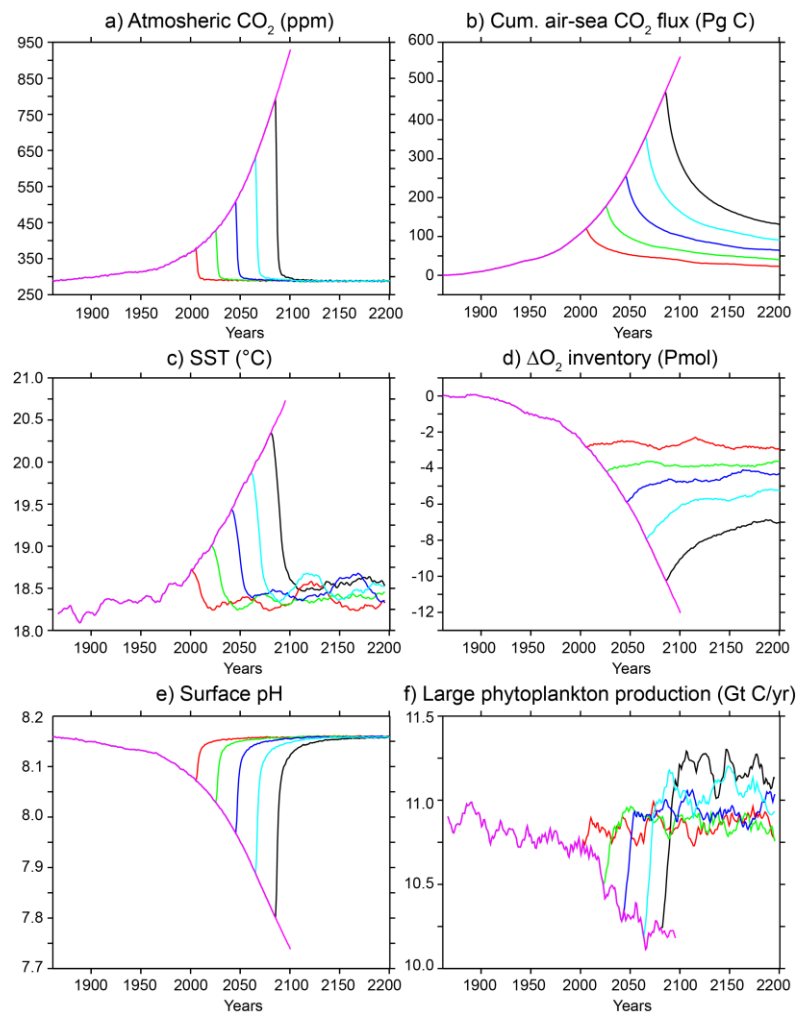 a) Atmosheric CO₂ (ppm)
950
850
750
650
550
450
350
250
1900 1950 2000 2050 2100 2150 2200
Years
b) Cum. air-sea CO₂ flux (Pg C)
600
500
400
300
200
100
0
1900 1950 2000 2050 2100 2150 2200
Years
c) SST (°C)
21.0
20.5
20.0
19.5
19.0
18.5
18.0
1900 1950 2000 2050 2100 2150 2200
Years
d) ΔO₂ inventory (Pmol)
0
-2
-4
-6
-8
-10
-12
1900 1950 2000 2050 2100 2150 2200
Years
e) Surface pH
8.2
8.1
8.0
7.9
7.8
7.7
1900 1950 2000 2050 2100 2150 2200
Years
f) Large phytoplankton production (Gt C/yr)
11.5
11.0
10.5
10.0
1900 1950 2000 2050 2100 2150 2200
Years